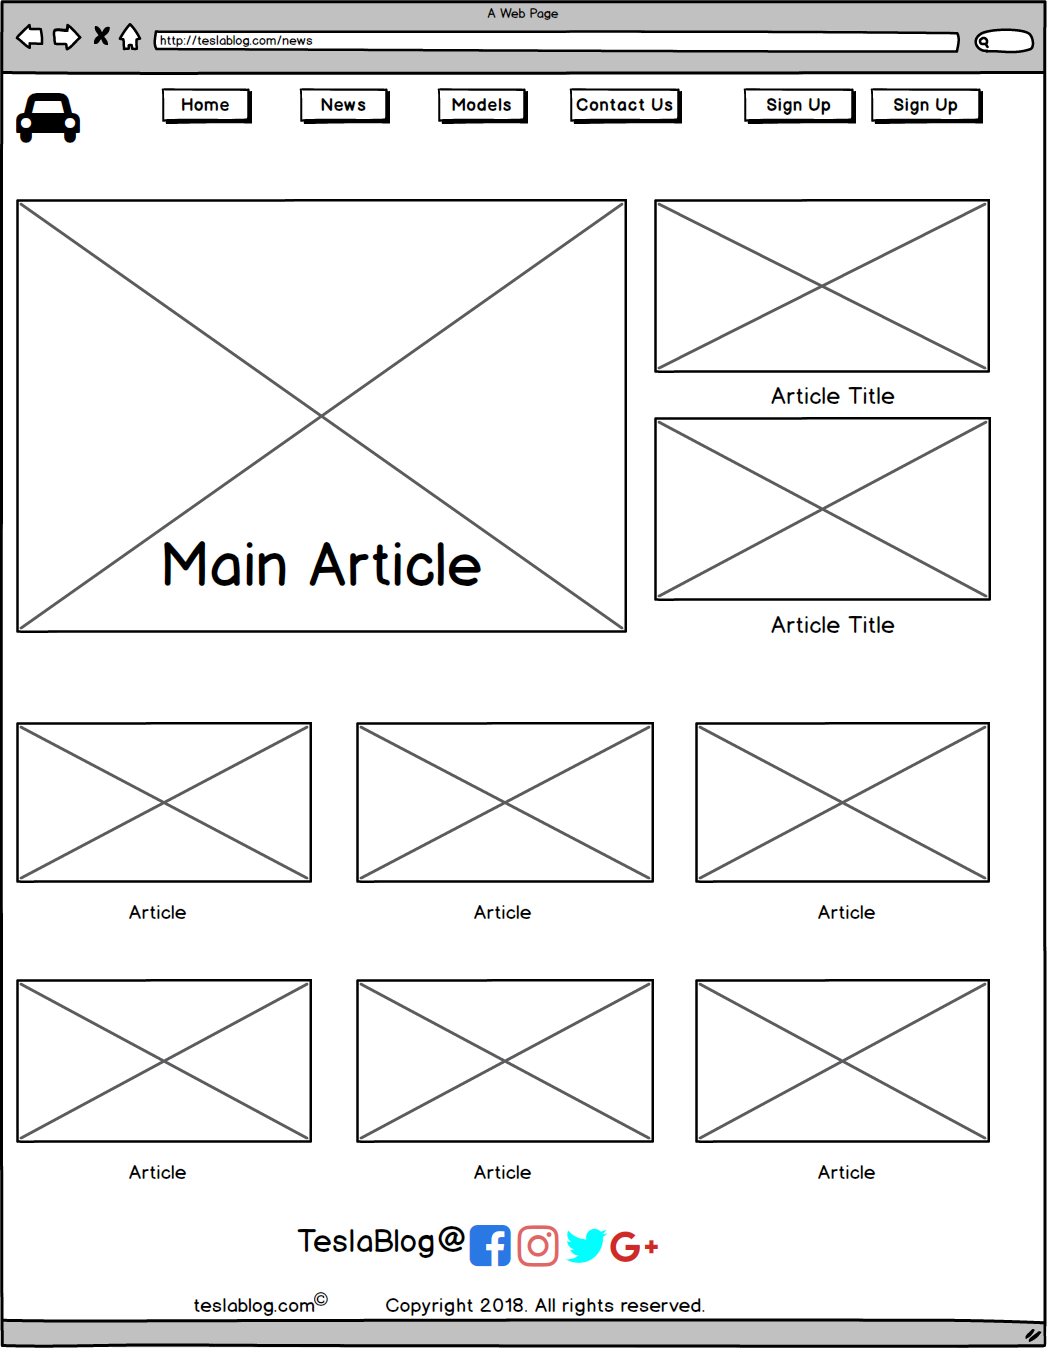 A Web Page
http://teslablog.com/news
Home News Models Contact Us Sign Up Sign Up
Article Title
Main Article
Article Title
Article Article Article
Article Article Article
TeslaBlog@
teslablog.com© Copyright 2018. All rights reserved.